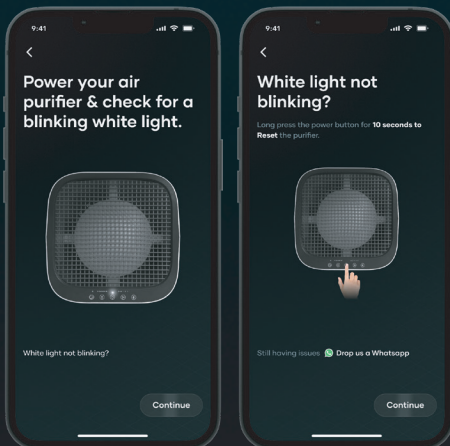 9:41
Power your air
purifier & check for a
blinking white light.
White light not blinking?
Continue
9:41
White light not
blinking?
Long press the power button for 10 seconds to
Reset the purifier.
Still having issues Drop us a Whatsapp
Continue